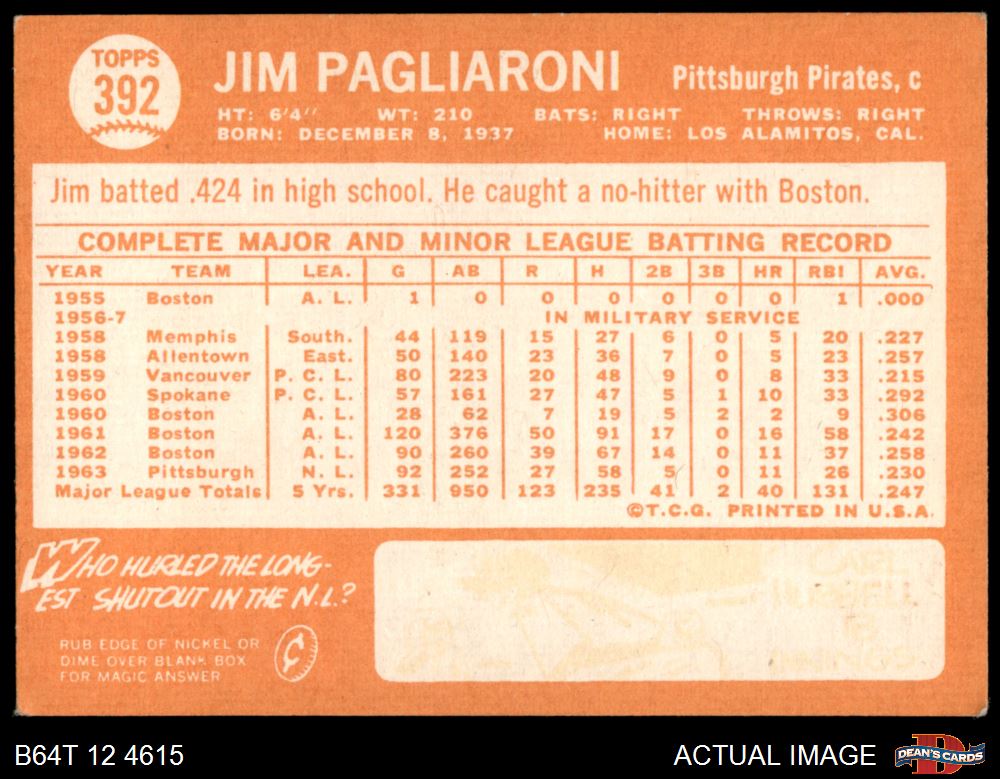 TOPPS
392
JIM PAGLIARONI
Pittsburgh Pirates, c
HT: 6'4" WT: 210 BATS: RIGHT THROWS: RIGHT
BORN: DECEMBER 8, 1937 HOME: LOS ALAMITOS, CAL.
Jim batted .424 in high school. He caught a no-hitter with Boston.
COMPLETE MAJOR AND MINOR LEAGUE BATTING RECORD
YEAR TEAM LEA. G AB R H 2B 3B HR RBI AVG.
1955 Boston A. L. 1 0 0 0 0 0 0 1 .000
1956-7 IN MILITARY SERVICE
1958 Memphis South. 44 119 15 27 6 0 5 20 .227
1958 Allentown East. 50 140 23 36 7 0 5 23 .257
1959 Vancouver P. C. L. 80 223 20 48 9 0 8 33 .215
1960 Spokane P. C. L. 57 161 27 47 5 1 10 33 .292
1960 Boston A. L. 28 62 7 19 5 2 2 9 .306
1961 Boston A. L. 120 376 50 91 17 0 16 58 .242
1962 Boston A. L. 90 260 39 67 14 0 11 37 .258
1963 Pittsburgh N. L. 92 252 27 58 5 0 11 26 .230
Major League Totals 5 Yrs. 331 950 123 235 41 2 40 131 .247
©T.C.G. PRINTED IN U.S.A.
WHO HURLED THE LONG-
EST SHUTOUT IN THE N.L.?
RUB EDGE OF NICKEL OR
DIME OVER BLANK BOX
FOR MAGIC ANSWER
CARL
HUBBELL
B64T 12 4615
ACTUAL IMAGE
DEAN'S CARDS